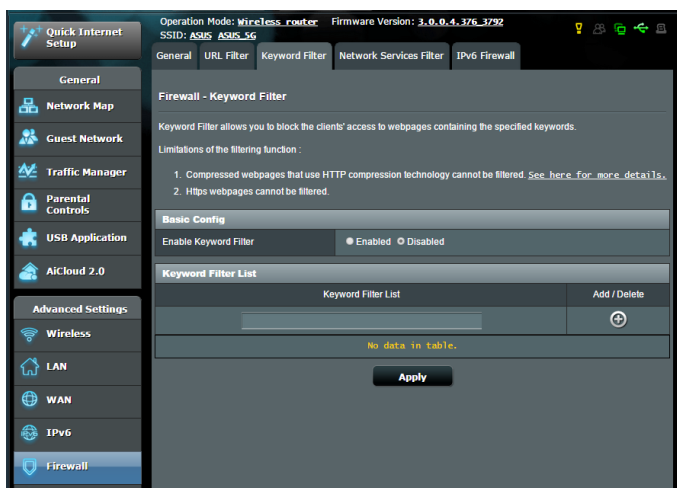 Quick Internet
Setup
General
Network Map
Guest Network
Traffic Manager
Parental
Controls
USB Application
AiCloud 2.0
Advanced Settings
Wireless
LAN
WAN
IPv6
Firewall
Operation Mode: Wireless router Firmware Version: 3.0.0.4.376_3792
SSID: ASUS ASUS_5G
General URL Filter Keyword Filter Network Services Filter IPv6 Firewall
Firewall - Keyword Filter
Keyword Filter allows you to block the clients' access to webpages containing the specified keywords.
Limitations of the filtering function :
1. Compressed webpages that use HTTP compression technology cannot be filtered. See here for more details.
2. Https webpages cannot be filtered.
Basic Config
Enable Keyword Filter Enabled Disabled
Keyword Filter List
Keyword Filter List Add / Delete
No data in table.
Apply